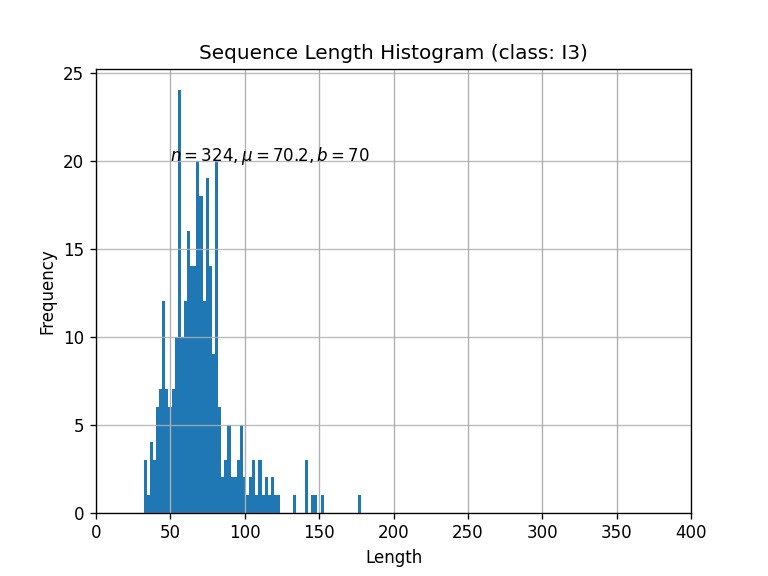 Sequence Length Histogram (class: I3)
25
20
15
10
5
0
n = 324, μ = 70.2, b = 70
Frequency
0 50 100 150 200 250 300 350 400
Length